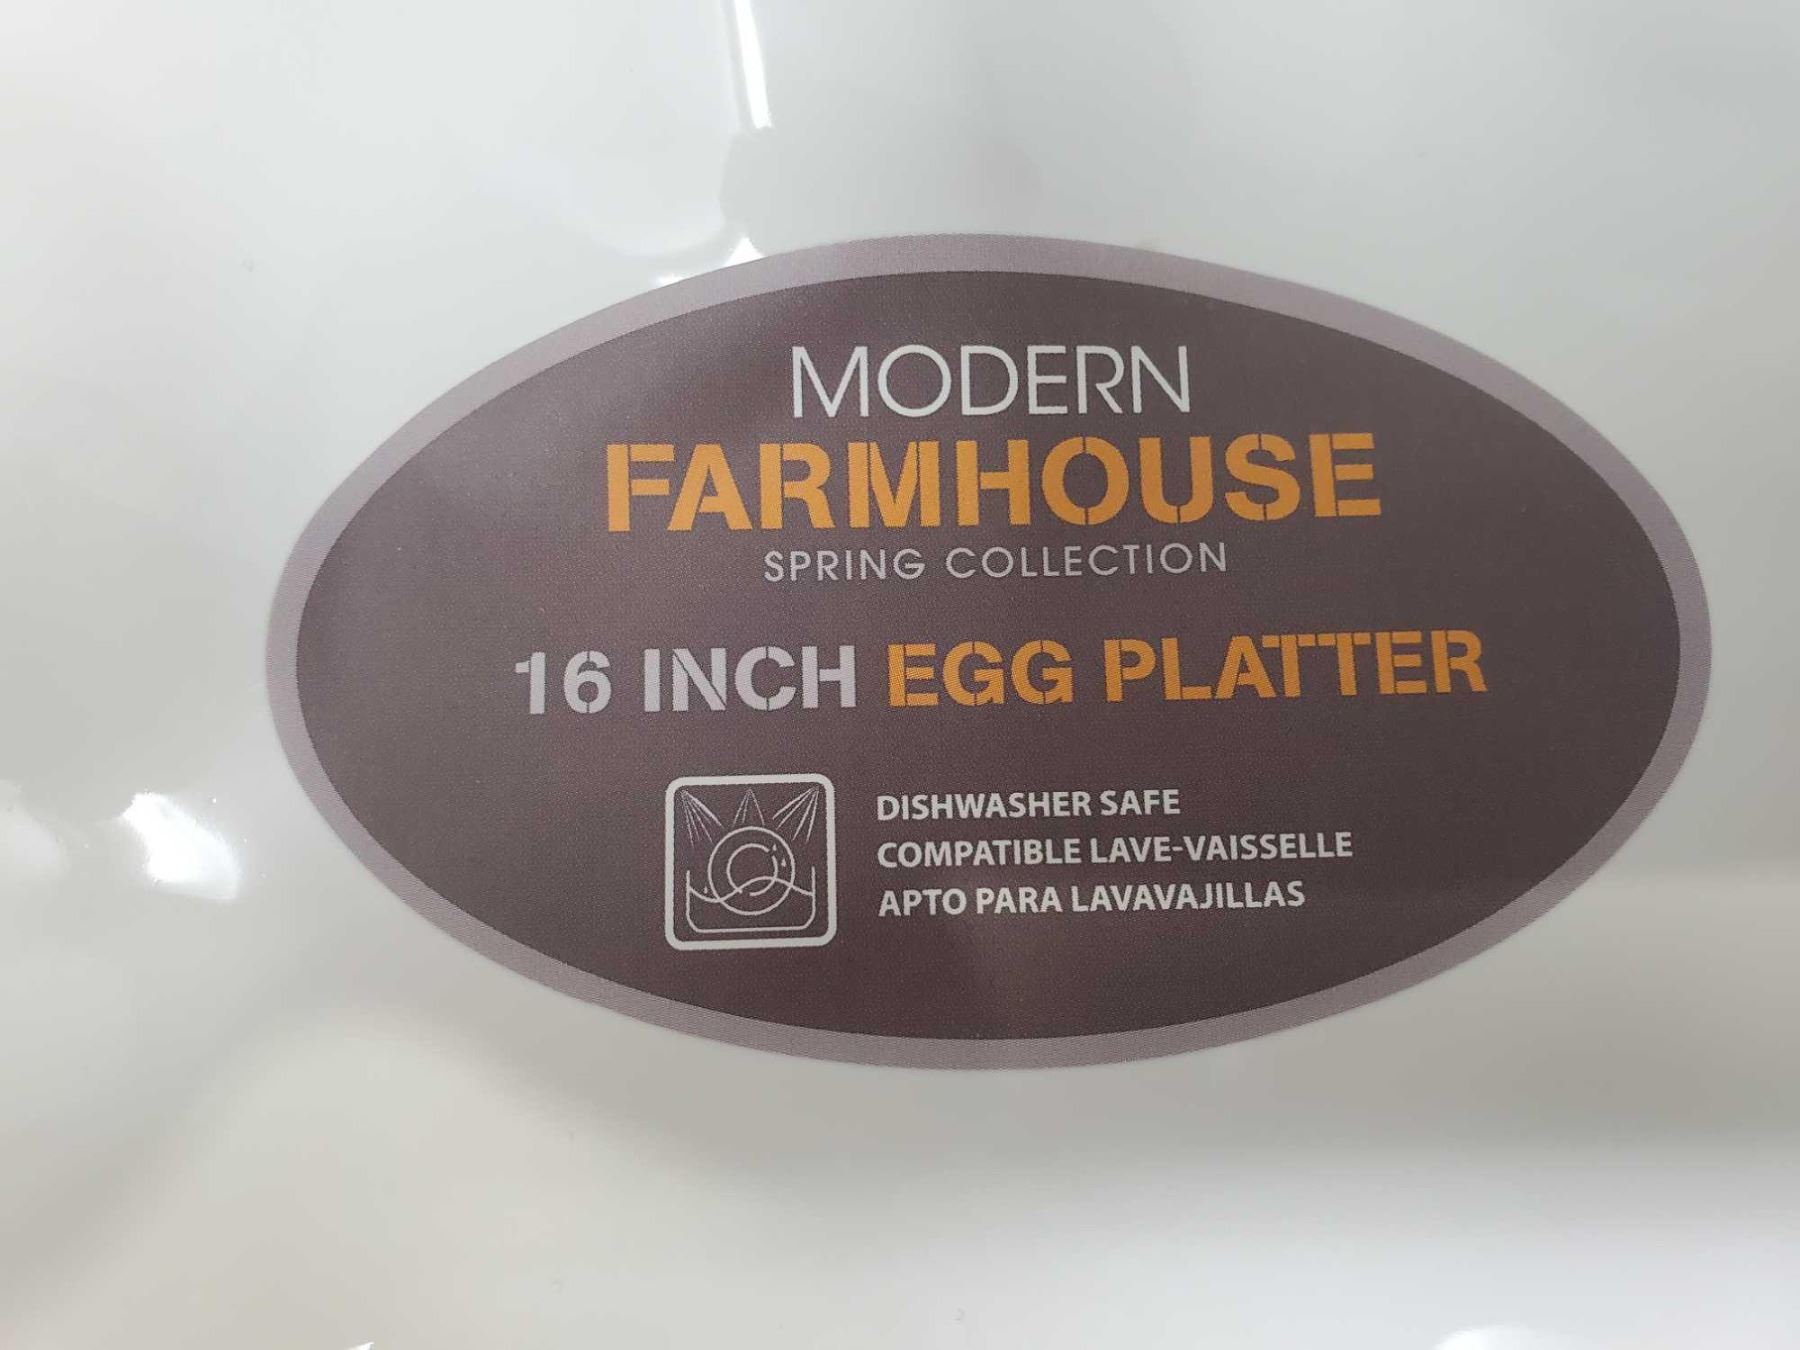 MODERN
FARMHOUSE
SPRING COLLECTION
16 INCH EGG PLATTER
DISHWASHER SAFE
COMPATIBLE LAVE-VAISSELLE
APTO PARA LAVAVAJILLAS